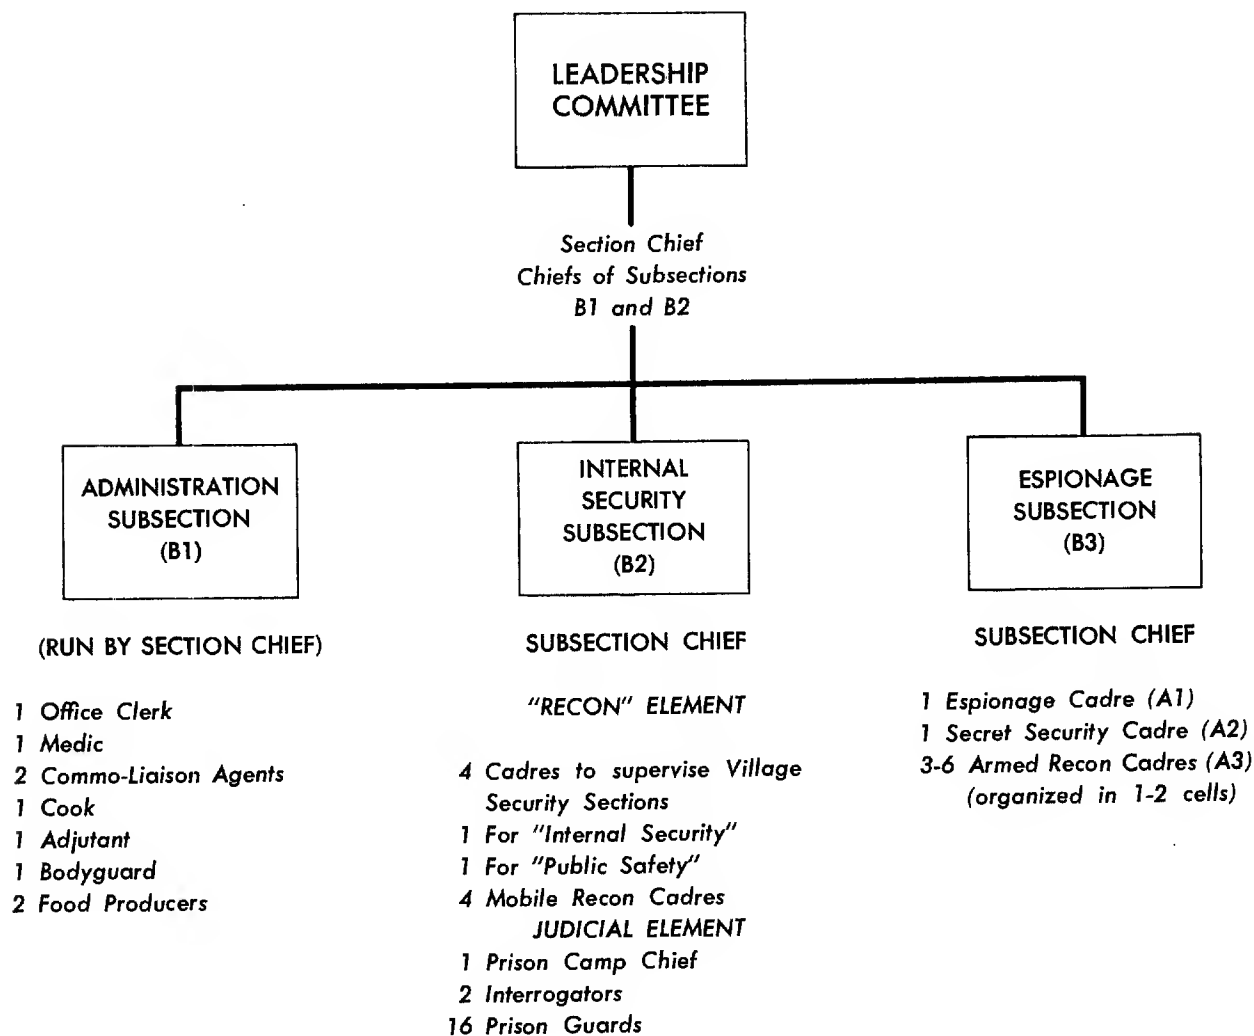 LEADERSHIP
COMMITTEE
Section Chief
Chiefs of Subsections
B1 and B2
ADMINISTRATION
SUBSECTION
(B1)
(RUN BY SECTION CHIEF)
1 Office Clerk
1 Medic
2 Commo-Liaison Agents
1 Cook
1 Adjutant
1 Bodyguard
2 Food Producers
INTERNAL
SECURITY
SUBSECTION
(B2)
SUBSECTION CHIEF
"RECON" ELEMENT
4 Cadres to supervise Village
Security Sections
1 For "Internal Security"
1 For "Public Safety"
4 Mobile Recon Cadres
JUDICIAL ELEMENT
1 Prison Camp Chief
2 Interrogators
16 Prison Guards
ESPIONAGE
SUBSECTION
(B3)
SUBSECTION CHIEF
1 Espionage Cadre (A1)
1 Secret Security Cadre (A2)
3-6 Armed Recon Cadres (A3)
(organized in 1-2 cells)